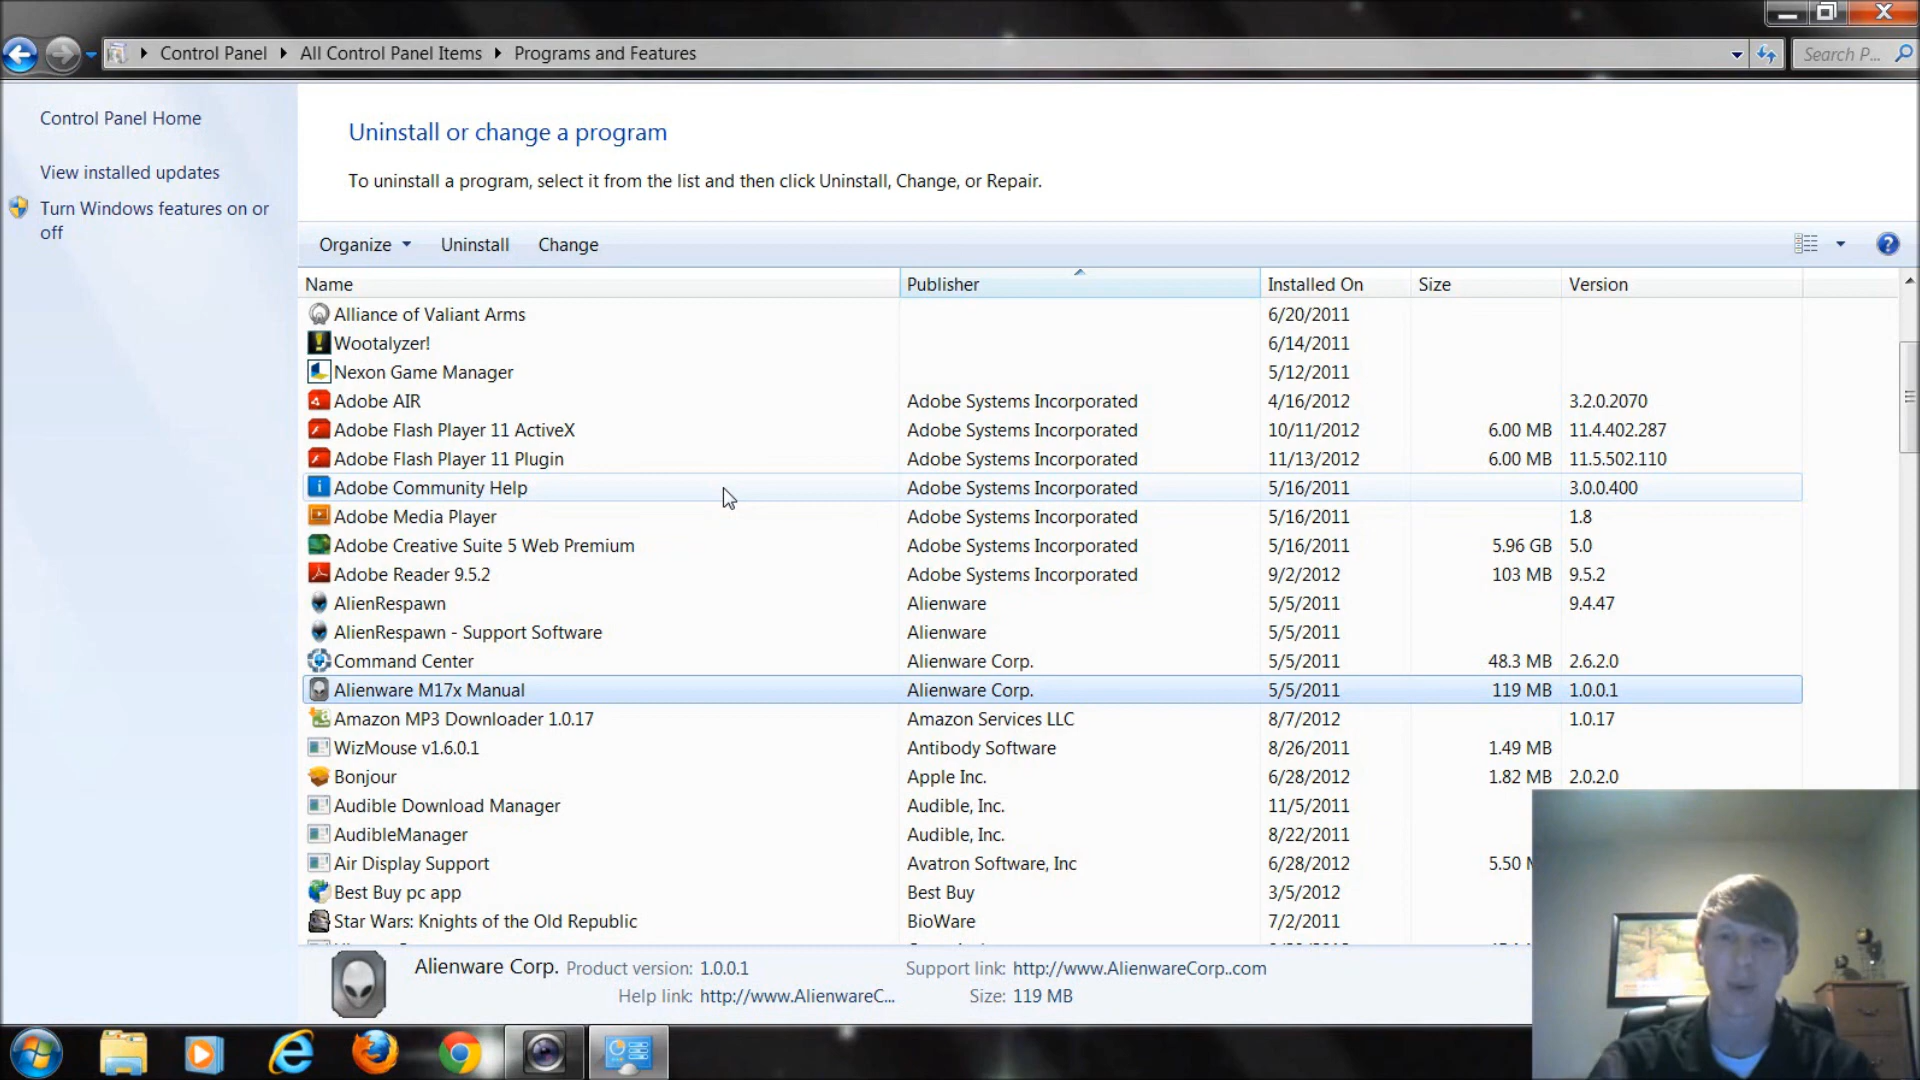 Control Panel All Control Panel Items Programs and Features Search P...
Control Panel Home
View installed updates
Turn Windows features on or
off
Uninstall or change a program
To uninstall a program, select it from the list and then click Uninstall, Change, or Repair.
Organize Uninstall Change
Name Publisher Installed On Size Version
Alliance of Valiant Arms 6/20/2011
Wootalyzer! 6/14/2011
Nexon Game Manager 5/12/2011
Adobe AIR Adobe Systems Incorporated 4/16/2012 3.2.0.2070
Adobe Flash Player 11 ActiveX Adobe Systems Incorporated 10/11/2012 6.00 MB 11.4.402.287
Adobe Flash Player 11 Plugin Adobe Systems Incorporated 11/13/2012 6.00 MB 11.5.502.110
Adobe Community Help Adobe Systems Incorporated 5/16/2011 3.0.0.400
Adobe Media Player Adobe Systems Incorporated 5/16/2011 1.8
Adobe Creative Suite 5 Web Premium Adobe Systems Incorporated 5/16/2011 5.96 GB 5.0
Adobe Reader 9.5.2 Adobe Systems Incorporated 9/2/2012 103 MB 9.5.2
AlienRespawn Alienware 5/5/2011 9.4.47
AlienRespawn - Support Software Alienware 5/5/2011
Command Center Alienware Corp. 5/5/2011 48.3 MB 2.6.2.0
Alienware M17x Manual Alienware Corp. 5/5/2011 119 MB 1.0.0.1
Amazon MP3 Downloader 1.0.17 Amazon Services LLC 8/7/2012 1.0.17
WizMouse v1.6.0.1 Antibody Software 8/26/2011 1.49 MB
Bonjour Apple Inc. 6/28/2012 1.82 MB 2.0.2.0
Audible Download Manager Audible, Inc. 11/5/2011
AudibleManager Audible, Inc. 8/22/2011
Air Display Support Avatron Software, Inc 6/28/2012 5.50
Best Buy pc app Best Buy 3/5/2012
Star Wars: Knights of the Old Republic BioWare 7/2/2011
Alienware Corp. Product version: 1.0.0.1 Support link: http://www.AlienwareCorp..com
Help link: http://www.AlienwareC... Size: 119 MB